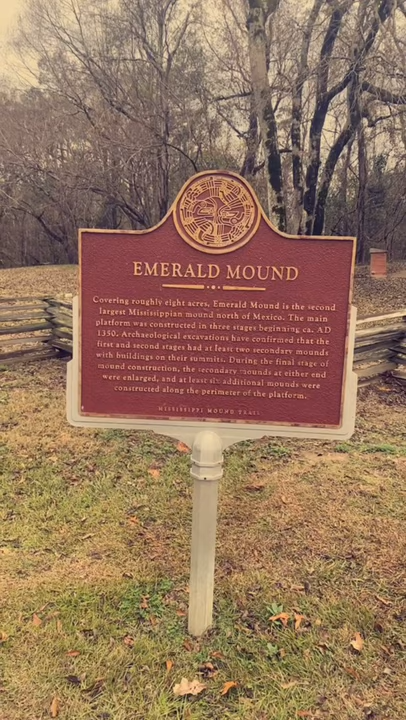 EMERALD MOUND
Covering roughly eight acres, Emerald Mound is the second
largest Mississippian mound north of Mexico. The main
platform was constructed in three stages beginning ca. AD
1350. Archaeological excavations have confirmed that the
first and second stages had at least two secondary mounds
with buildings on their summits. During the final stage of
mound construction, the secondary mounds at either end
were enlarged, and at least six additional mounds were
constructed along the perimeter of the platform.
MISSISSIPPI MOUND TRAIL